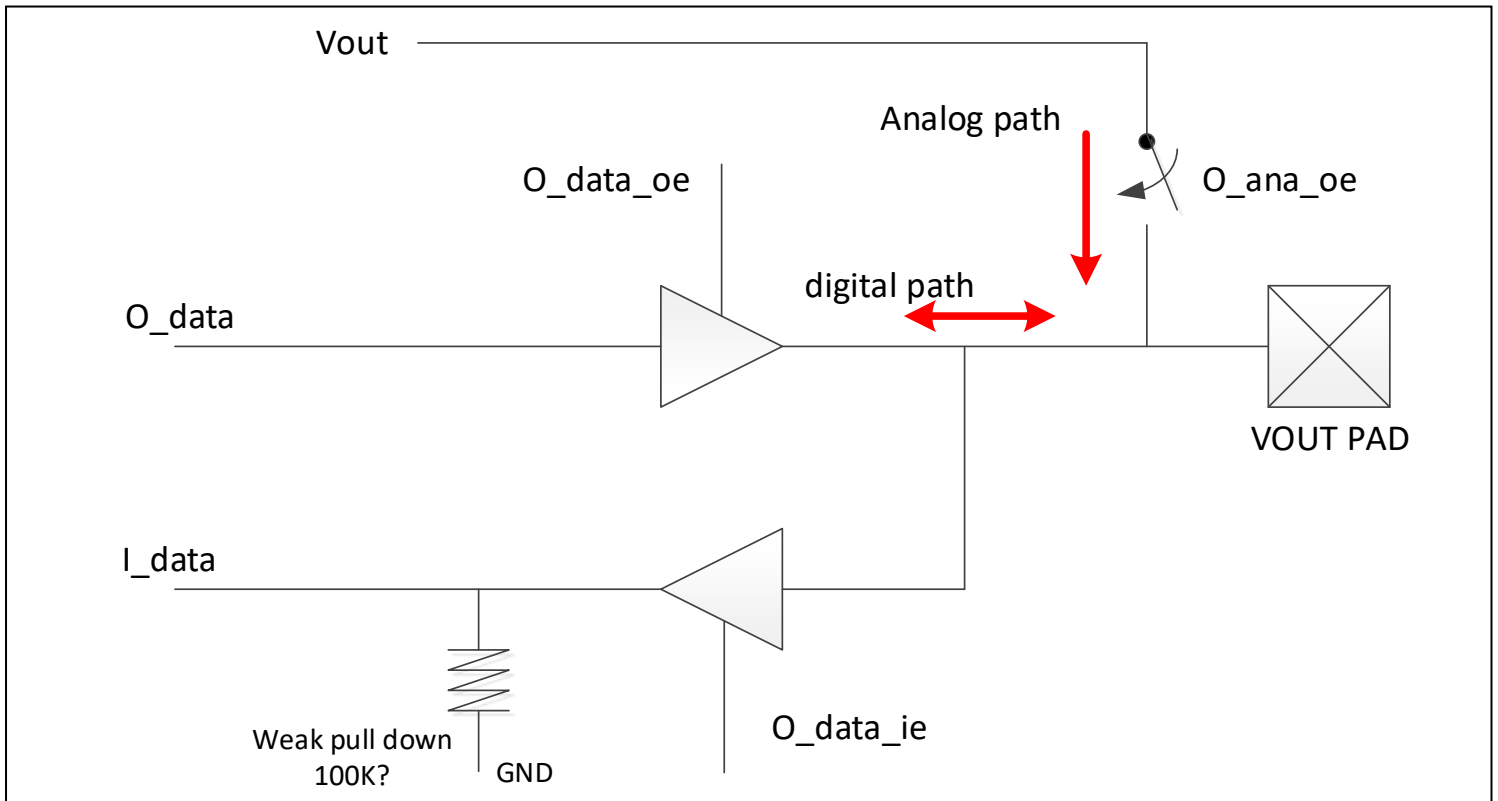 Vout
Analog path
O_data_oe
O_ana_oe
digital path
O_data
VOUT PAD
I_data
O_data_ie
Weak pull down
100K?
GND